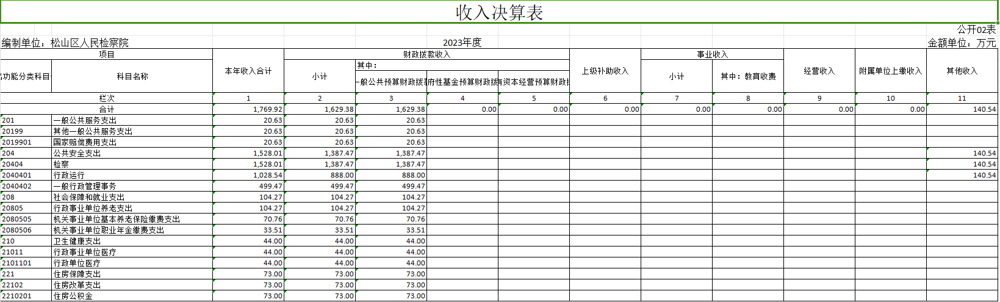 收入决算表
公开02表
编制单位：松山区人民检察院 2023年度 金额单位：万元
项目 本年收入合计 财政拨款收入 上级补助收入 事业收入 经营收入 附属单位上缴收入 其他收入
功能分类科目 科目名称 小计 其中： 小计 其中：教育收费
一般公共预算财政拨 府性基金预算财政拨 有资本经营预算财政
栏次 1 2 3 4 5 6 7 8 9 10 11
合计 1,769.92 1,629.38 1,629.38 0.00 0.00 0.00 0.00 0.00 0.00 0.00 140.54
201 一般公共服务支出 20.63 20.63 20.63
20199 其他一般公共服务支出 20.63 20.63 20.63
2019901 国家赔偿费用支出 20.63 20.63 20.63
204 公共安全支出 1,528.01 1,387.47 1,387.47 140.54
20404 检察 1,528.01 1,387.47 1,387.47 140.54
2040401 行政运行 1,028.54 888.00 888.00 140.54
2040402 一般行政管理事务 499.47 499.47 499.47
208 社会保障和就业支出 104.27 104.27 104.27
20805 行政事业单位养老支出 104.27 104.27 104.27
2080505 机关事业单位基本养老保险缴费支出 70.76 70.76 70.76
2080506 机关事业单位职业年金缴费支出 33.51 33.51 33.51
210 卫生健康支出 44.00 44.00 44.00
21011 行政事业单位医疗 44.00 44.00 44.00
2101101 行政单位医疗 44.00 44.00 44.00
221 住房保障支出 73.00 73.00 73.00
22102 住房改革支出 73.00 73.00 73.00
2210201 住房公积金 73.00 73.00 73.00